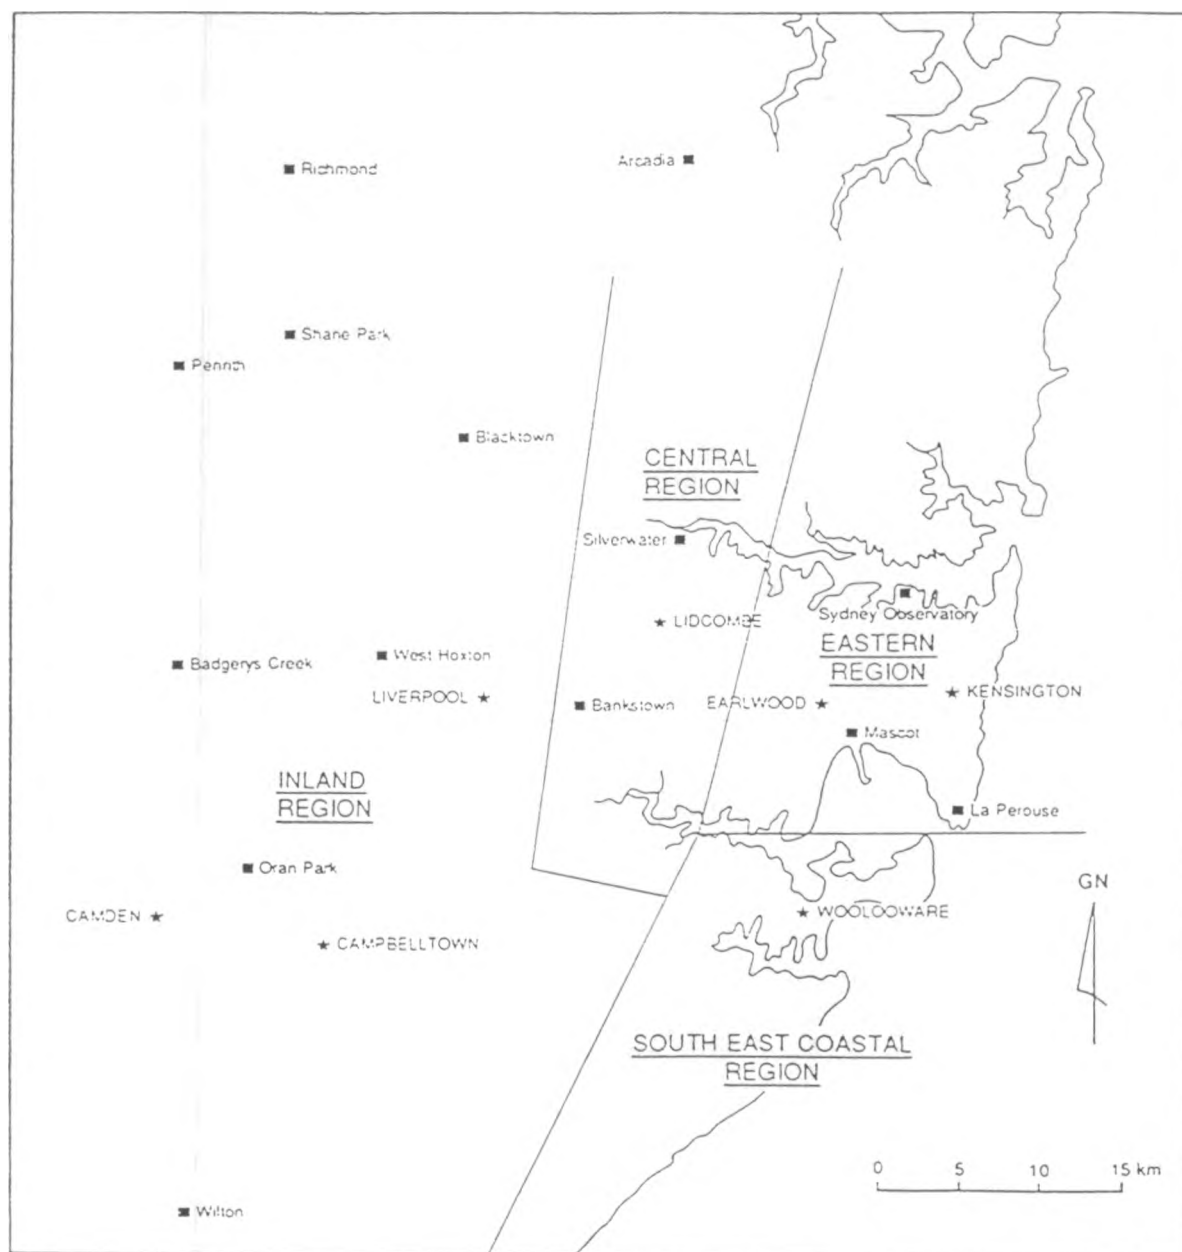 Arcadia
Richmond
Shane Park
Penrith
Blacktown
CENTRAL
REGION
Silverwater
Sydney Observatory
LIDCOMBE
EASTERN
REGION
West Hoxton
Badgerys Creek
LIVERPOOL
Bankstown
EARLWOOD
KENSINGTON
Mascot
INLAND
REGION
La Perouse
Oran Park
GN
CAMDEN
WOOLOOWARE
CAMPBELLTOWN
SOUTH EAST COASTAL
REGION
0 5 10 15 km
Wilton